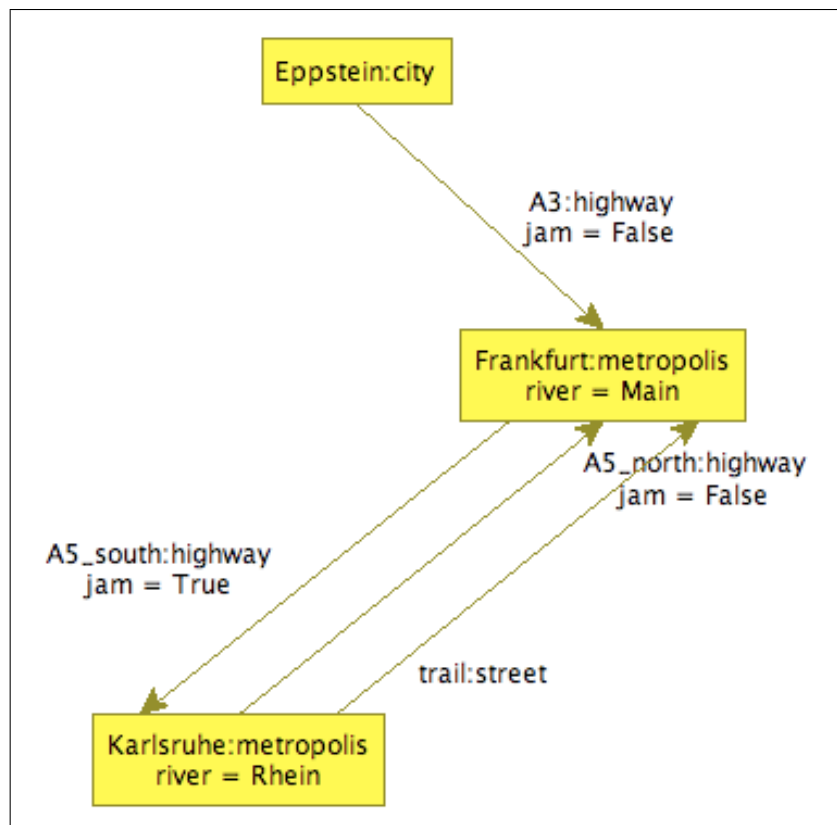 Eppstein:city
A3:highway
jam = False
Frankfurt:metropolis
river = Main
A5_north:highway
jam = False
A5_south:highway
jam = True
trail:street
Karlsruhe:metropolis
river = Rhein